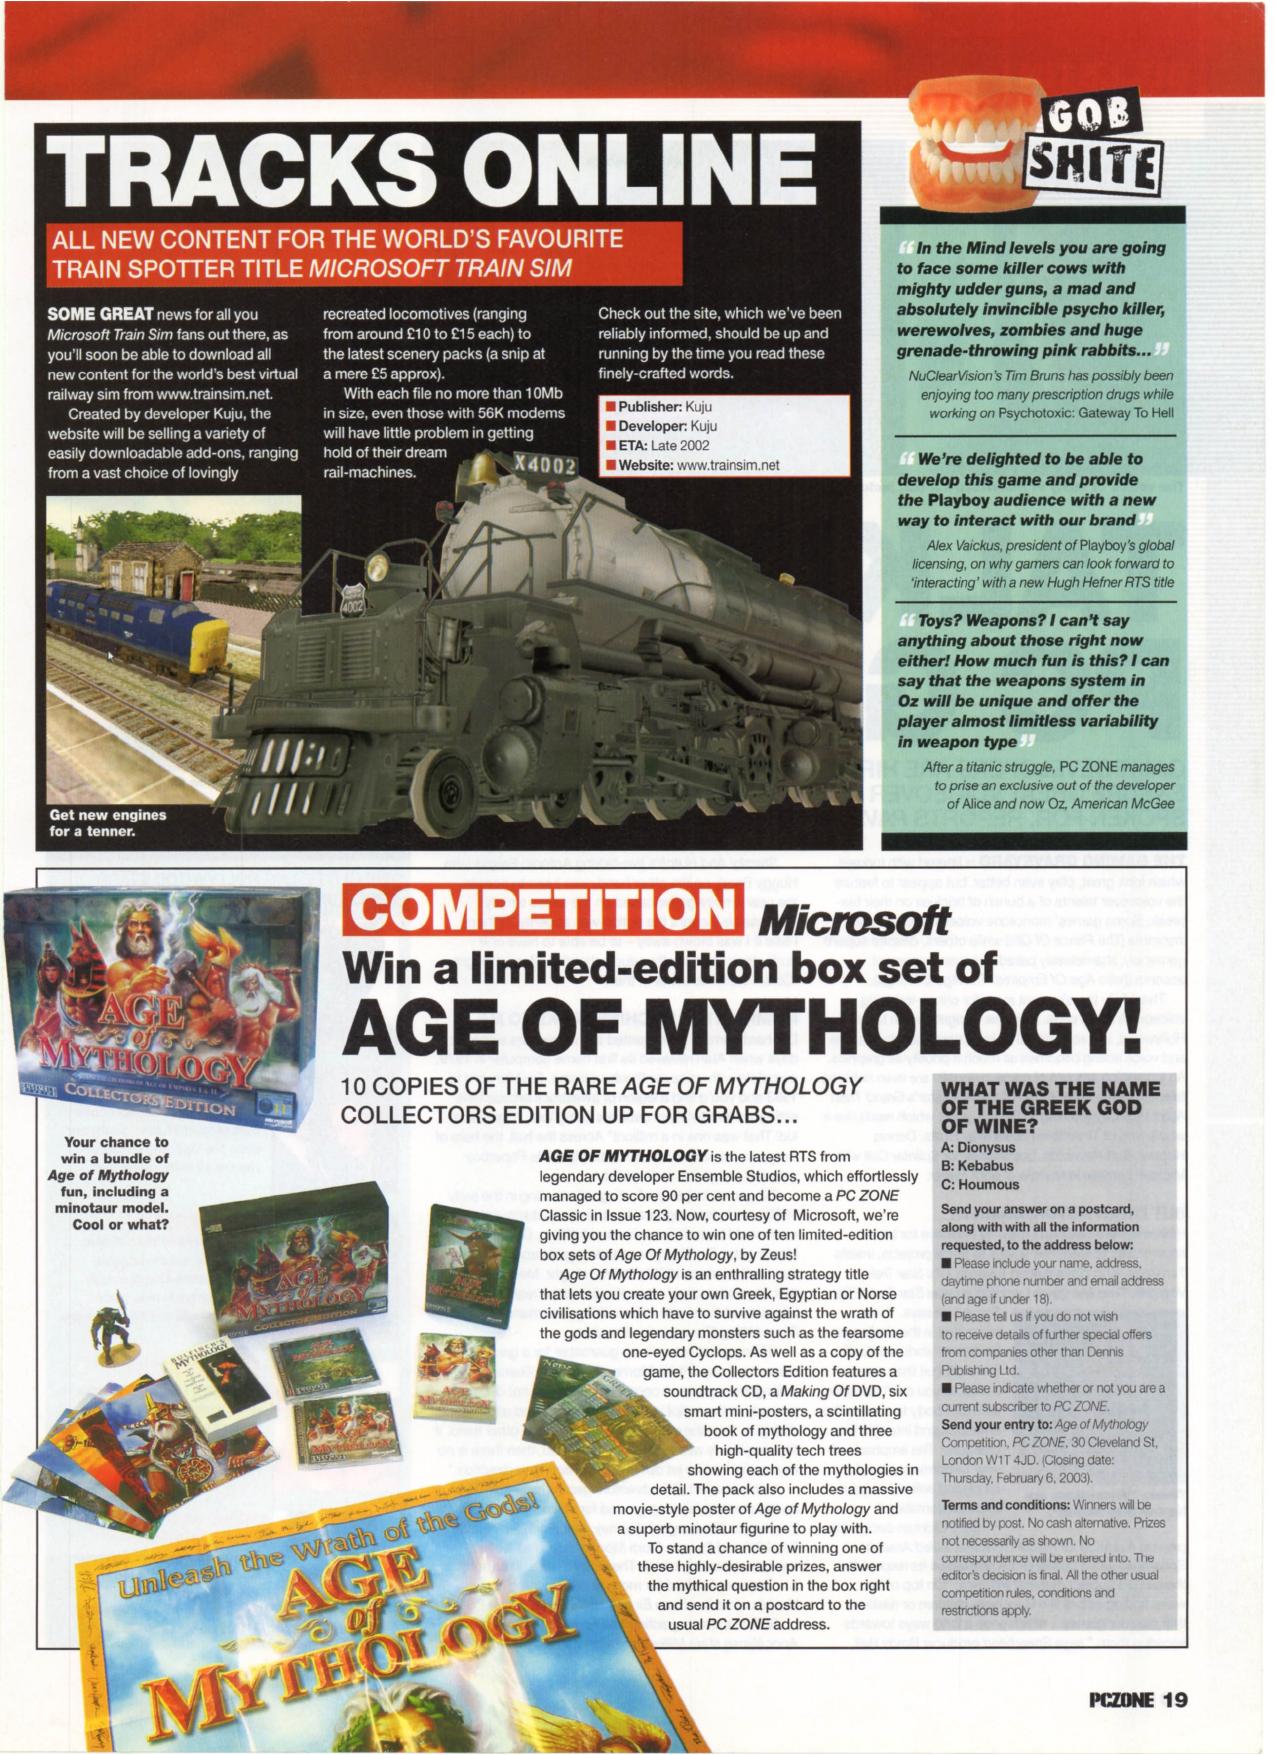 GOB
SHITE
TRACKS ONLINE
ALL NEW CONTENT FOR THE WORLD'S FAVOURITE
TRAIN SPOTTER TITLE MICROSOFT TRAIN SIM
SOME GREAT news for all you
Microsoft Train Sim fans out there, as
you'll soon be able to download all
new content for the world's best virtual
railway sim from www.trainsim.net.
Created by developer Kuju, the
website will be selling a variety of
easily downloadable add-ons, ranging
from a vast choice of lovingly
recreated locomotives (ranging
from around £10 to £15 each) to
the latest scenery packs (a snip at
a mere £5 approx).
With each file no more than 10Mb
in size, even those with 56K modems
will have little problem in getting
hold of their dream
rail-machines.
Check out the site, which we've been
reliably informed, should be up and
running by the time you read these
finely-crafted words.
Publisher: Kuju
Developer: Kuju
ETA: Late 2002
Website: www.trainsim.net
X4002
4002
Get new engines
for a tenner.
"In the Mind levels you are going
to face some killer cows with
mighty udder guns, a mad and
absolutely invincible psycho killer,
werewolves, zombies and huge
grenade-throwing pink rabbits..."
NuClearVision's Tim Bruns has possibly been
enjoying too many prescription drugs while
working on Psychotoxic: Gateway To Hell
"We're delighted to be able to
develop this game and provide
the Playboy audience with a new
way to interact with our brand"
Alex Vaickus, president of Playboy's global
licensing, on why gamers can look forward to
'interacting' with a new Hugh Hefner RTS title
"Toys? Weapons? I can't say
anything about those right now
either! How much fun is this? I can
say that the weapons system in
Oz will be unique and offer the
player almost limitless variability
in weapon type"
After a titanic struggle, PC ZONE manages
to prise an exclusive out of the developer
of Alice and now Oz, American McGee
COMPETITION Microsoft
Win a limited-edition box set of
AGE OF MYTHOLOGY!
10 COPIES OF THE RARE AGE OF MYTHOLOGY
COLLECTORS EDITION UP FOR GRABS...
AGE
of
MYTHOLOGY
COLLECTORS EDITION
Your chance to
win a bundle of
Age of Mythology
fun, including a
minotaur model.
Cool or what?
AGE OF MYTHOLOGY is the latest RTS from
legendary developer Ensemble Studios, which effortlessly
managed to score 90 per cent and become a PC ZONE
Classic in Issue 123. Now, courtesy of Microsoft, we're
giving you the chance to win one of ten limited-edition
box sets of Age Of Mythology, by Zeus!
Age Of Mythology is an enthralling strategy title
that lets you create your own Greek, Egyptian or Norse
civilisations which have to survive against the wrath of
the gods and legendary monsters such as the fearsome
one-eyed Cyclops. As well as a copy of the
game, the Collectors Edition features a
soundtrack CD, a Making Of DVD, six
smart mini-posters, a scintillating
book of mythology and three
high-quality tech trees
showing each of the mythologies in
detail. The pack also includes a massive
movie-style poster of Age of Mythology and
a superb minotaur figurine to play with.
To stand a chance of winning one of
these highly-desirable prizes, answer
the mythical question in the box right
and send it on a postcard to the
usual PC ZONE address.
AGE
of
MYTHOLOGY
COLLECTORS EDITION
BULFINCH'S
MYTHOLOGY
AGE
of
MYTHOLOGY
Norse
GREEK
Unleash the Wrath of the Gods!
AGE
of
MYTHOLOGY
WHAT WAS THE NAME
OF THE GREEK GOD
OF WINE?
A: Dionysus
B: Kebabus
C: Houmous
Send your answer on a postcard,
along with with all the information
requested, to the address below:
Please include your name, address,
daytime phone number and email address
(and age if under 18).
Please tell us if you do not wish
to receive details of further special offers
from companies other than Dennis
Publishing Ltd.
Please indicate whether or not you are a
current subscriber to PC ZONE.
Send your entry to: Age of Mythology
Competition, PC ZONE, 30 Cleveland St,
London W1T 4JD. (Closing date:
Thursday, February 6, 2003).
Terms and conditions: Winners will be
notified by post. No cash alternative. Prizes
not necessarily as shown. No
correspondence will be entered into. The
editor's decision is final. All the other usual
competition rules, conditions and
restrictions apply.
PCZONE 19